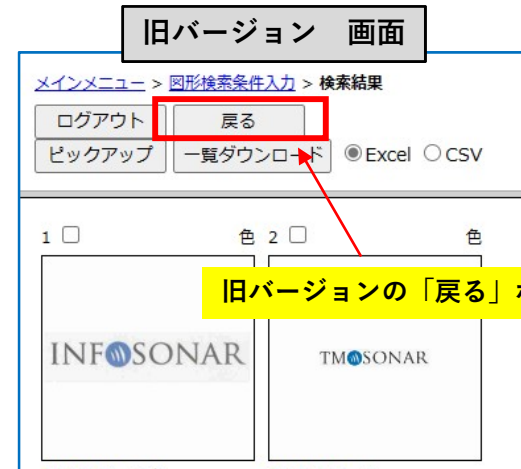 旧バージョン　画面
メインメニュー > 図形検索条件入力 > 検索結果
ログアウト 戻る
ピックアップ 一覧ダウンロード Excel CSV
1 色 2 色
旧バージョンの「戻る」
INFOSONAR TMOSONAR